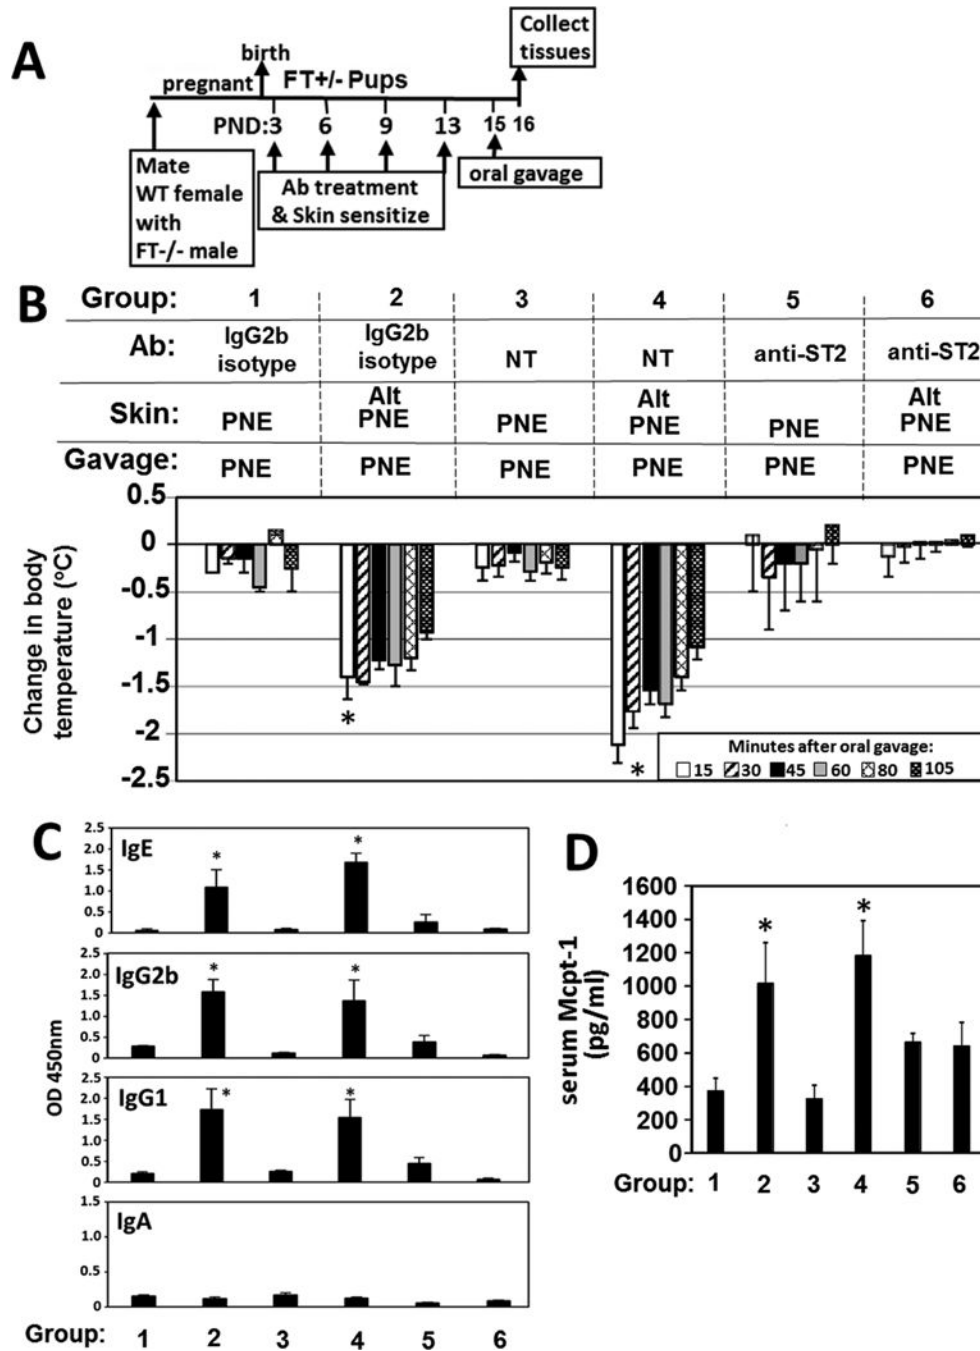 A
Collect
tissues
birth
pregnant
FT+/- Pups
PND: 3 6 9 13 15 16
Mate
WT female
with
FT-/- male
Ab treatment
& Skin sensitize
oral gavage
B
Group: 1 2 3 4 5 6
Ab: IgG2b isotype IgG2b isotype NT NT anti-ST2 anti-ST2
Skin: PNE Alt PNE PNE Alt PNE PNE Alt PNE
Gavage: PNE PNE PNE PNE PNE PNE
Change in body
temperature (ºC)
0.5
0
-0.5
-1
-1.5
-2
-2.5
*
*
Minutes after oral gavage:
15 30 45 60 80 105
C
OD 450nm
IgE
2.5
2.0
1.5
1.0
0.5
0
* *
IgG2b
2.5
2.0
1.5
1.0
0.5
0
* *
IgG1
2.5
2.0
1.5
1.0
0.5
0
* *
IgA
1.5
1.0
0.5
0
Group: 1 2 3 4 5 6
D
serum Mcpt-1
(pg/ml)
1600
1400
1200
1000
800
600
400
200
0
* *
Group: 1 2 3 4 5 6